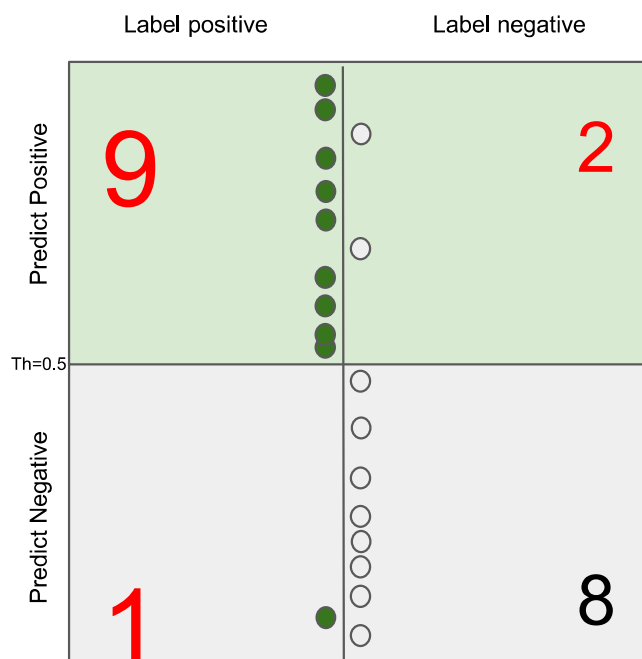 Label positive
Label negative
Predict Positive
9
2
Th=0.5
Predict Negative
1
8